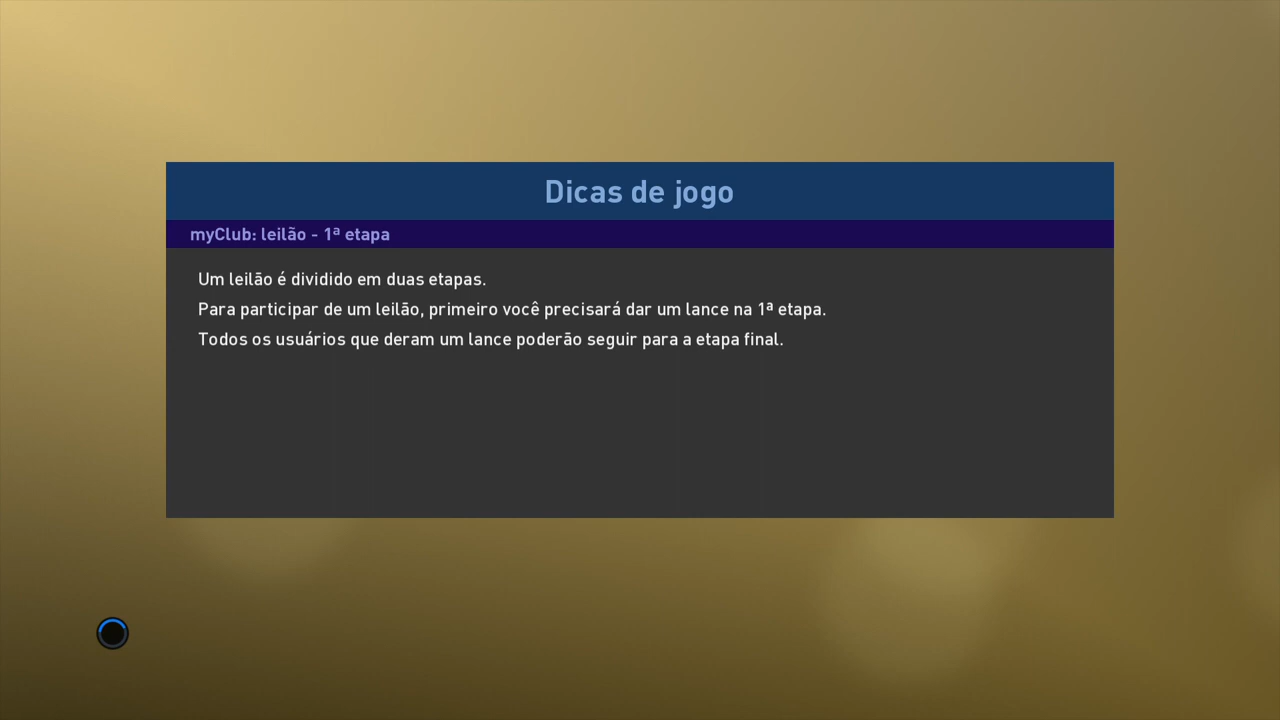 Dicas de jogo
myClub: leilão - 1ª etapa
Um leilão é dividido em duas etapas.
Para participar de um leilão, primeiro você precisará dar um lance na 1ª etapa.
Todos os usuários que deram um lance poderão seguir para a etapa final.